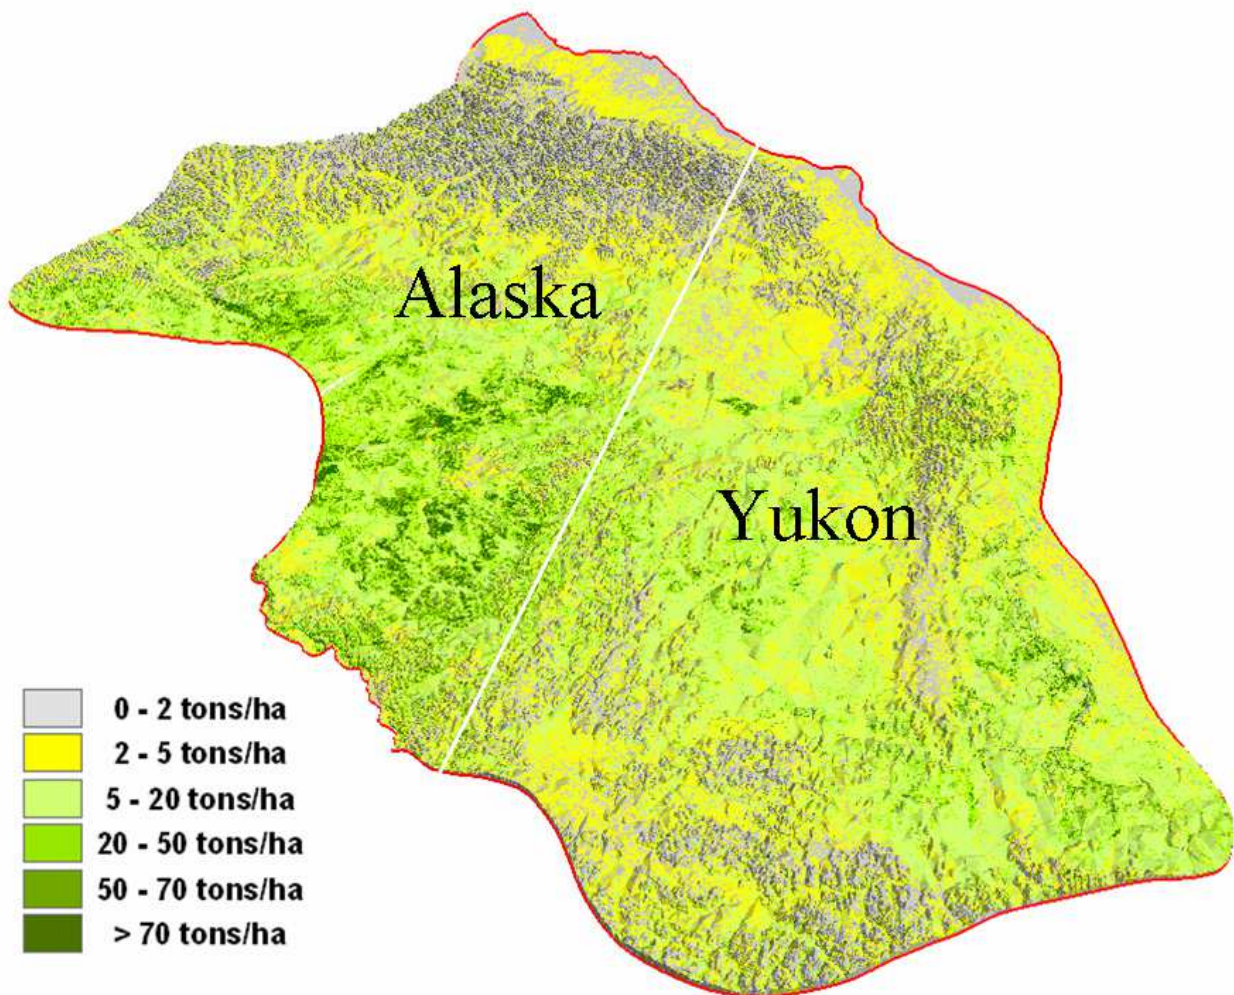 Alaska
Yukon
0 - 2 tons/ha
2 - 5 tons/ha
5 - 20 tons/ha
20 - 50 tons/ha
50 - 70 tons/ha
> 70 tons/ha